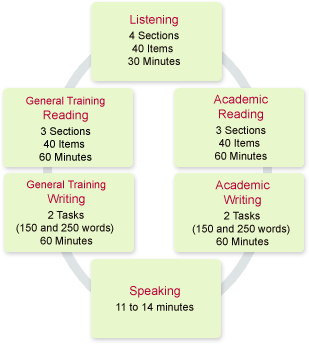 Listening
4 Sections
40 Items
30 Minutes
General Training
Reading
3 Sections
40 Items
60 Minutes
Academic
Reading
3 Sections
40 Items
60 Minutes
General Training
Writing
2 Tasks
(150 and 250 words)
60 Minutes
Academic
Writing
2 Tasks
(150 and 250 words)
60 Minutes
Speaking
11 to 14 minutes